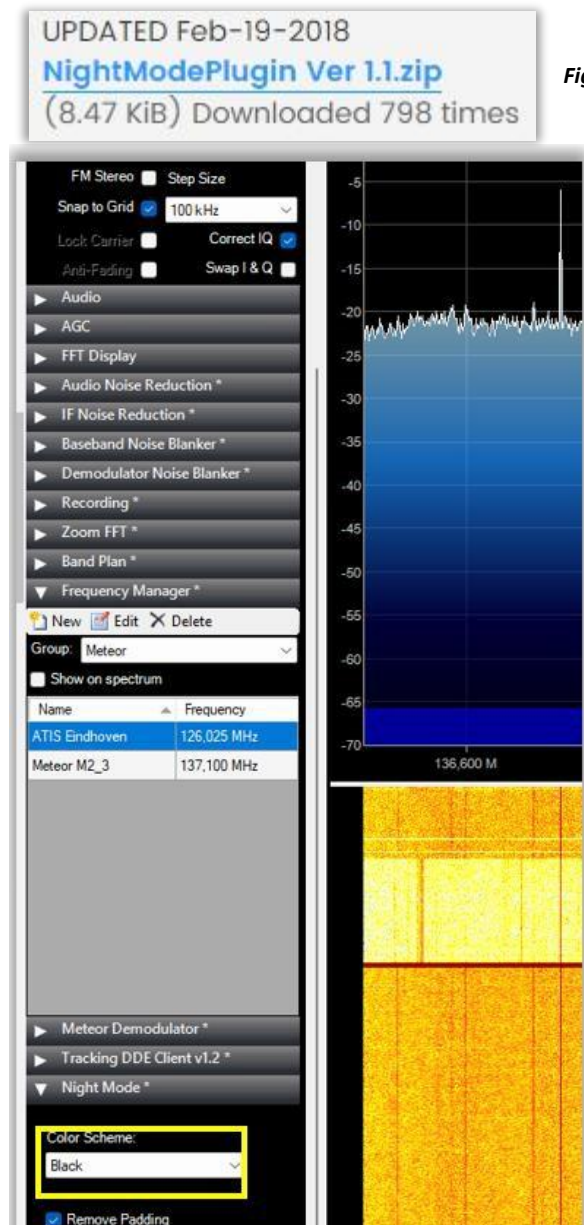 UPDATED Feb-19-2018
NightModePlugin Ver 1.1.zip
(8.47 KiB) Downloaded 798 times
FM Stereo Step Size
Snap to Grid 100 kHz
Lock Carrier Correct IQ
Anti-Fading Swap I & Q
Audio
AGC
FFT Display
Audio Noise Reduction *
IF Noise Reduction *
Baseband Noise Blanker *
Demodulator Noise Blanker *
Recording *
Zoom FFT *
Band Plan *
Frequency Manager *
New Edit Delete
Group: Meteor
Show on spectrum
Name Frequency
ATIS Eindhoven 126,025 MHz
Meteor M2_3 137,100 MHz
Meteor Demodulator *
Tracking DDE Client v1.2 *
Night Mode *
Color Scheme:
Black
Remove Padding
-5
-10
-15
-20
-25
-30
-35
-40
-45
-50
-55
-60
-65
-70
136,600 M